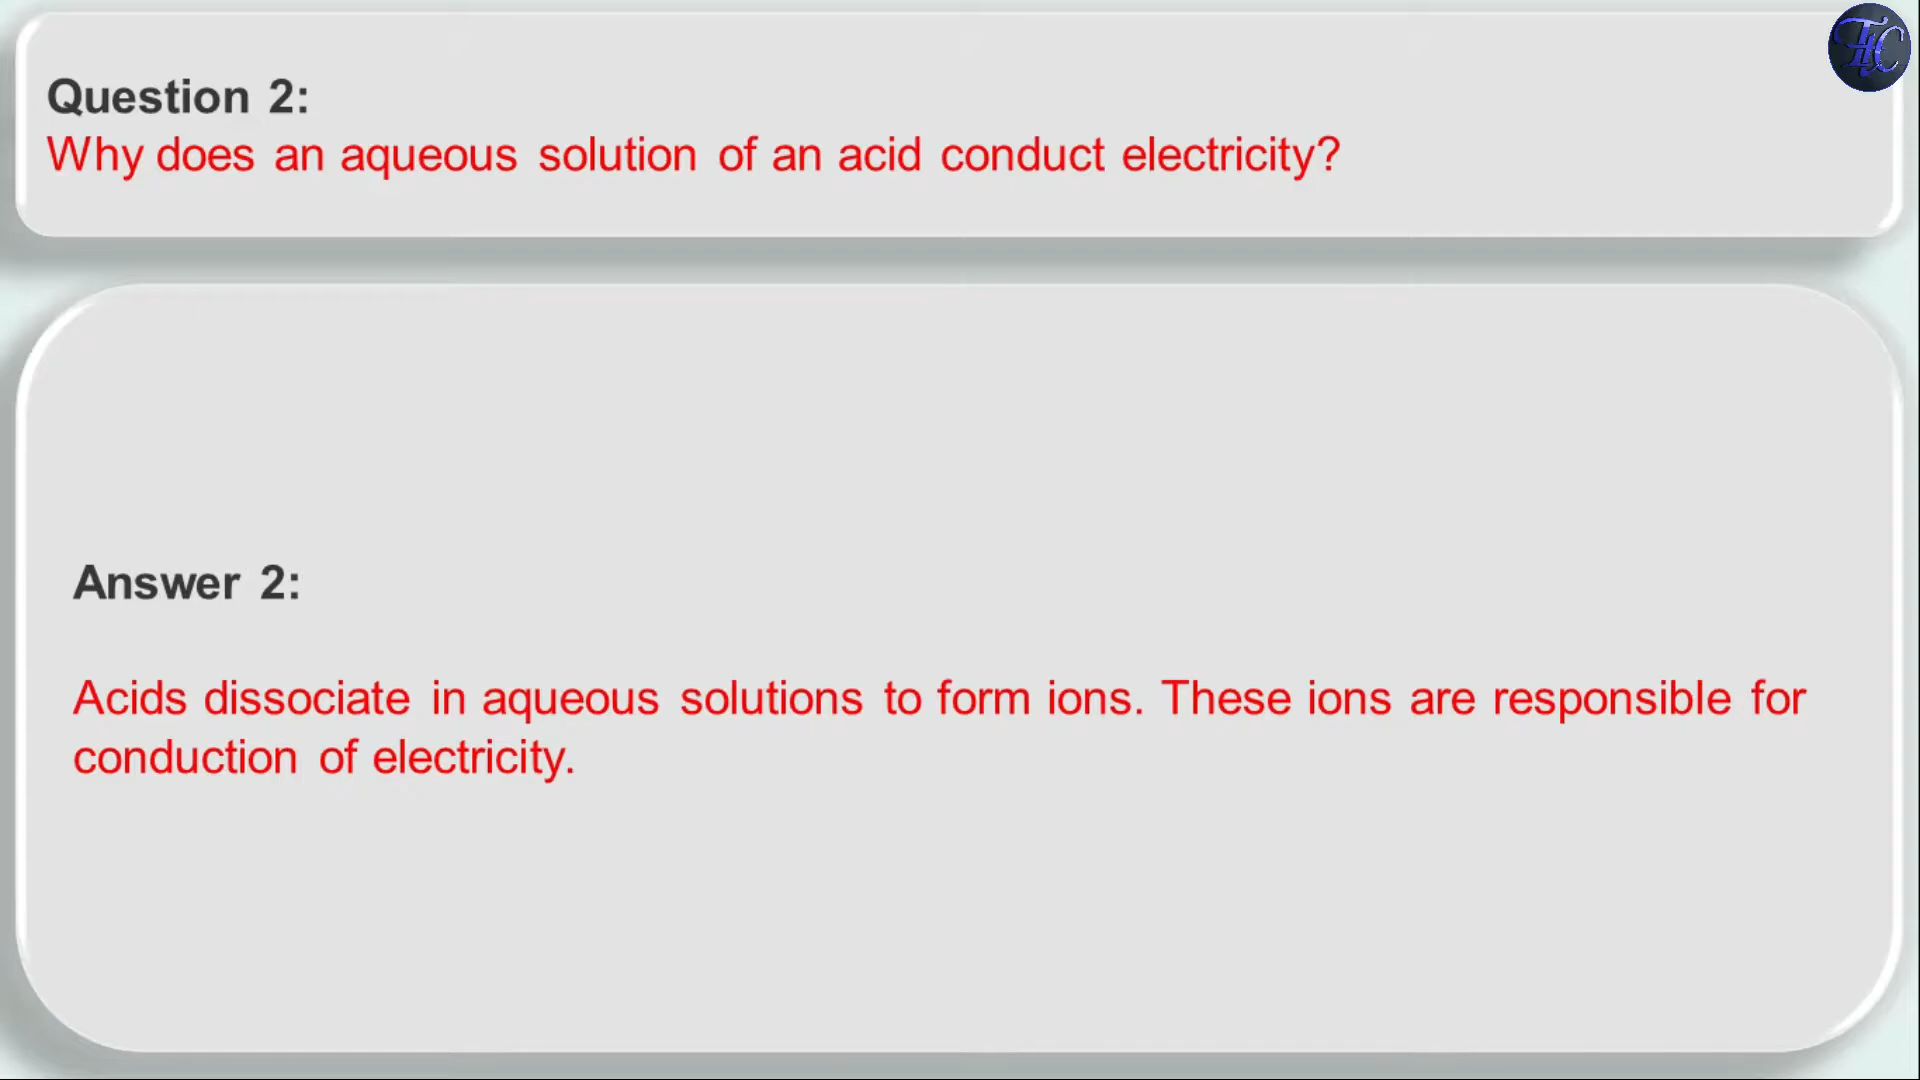 Question 2:
Why does an aqueous solution of an acid conduct electricity?
Answer 2:
Acids dissociate in aqueous solutions to form ions. These ions are responsible for
conduction of electricity.